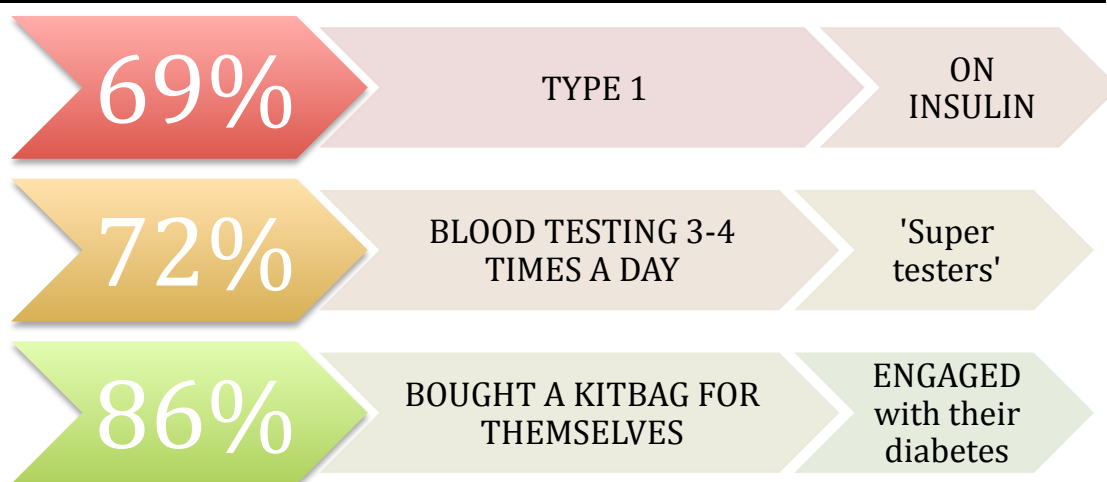 69%
TYPE 1
ON
INSULIN
72%
BLOOD TESTING 3-4
TIMES A DAY
'Super
testers'
86%
BOUGHT A KITBAG FOR
THEMSELVES
ENGAGED
with their
diabetes